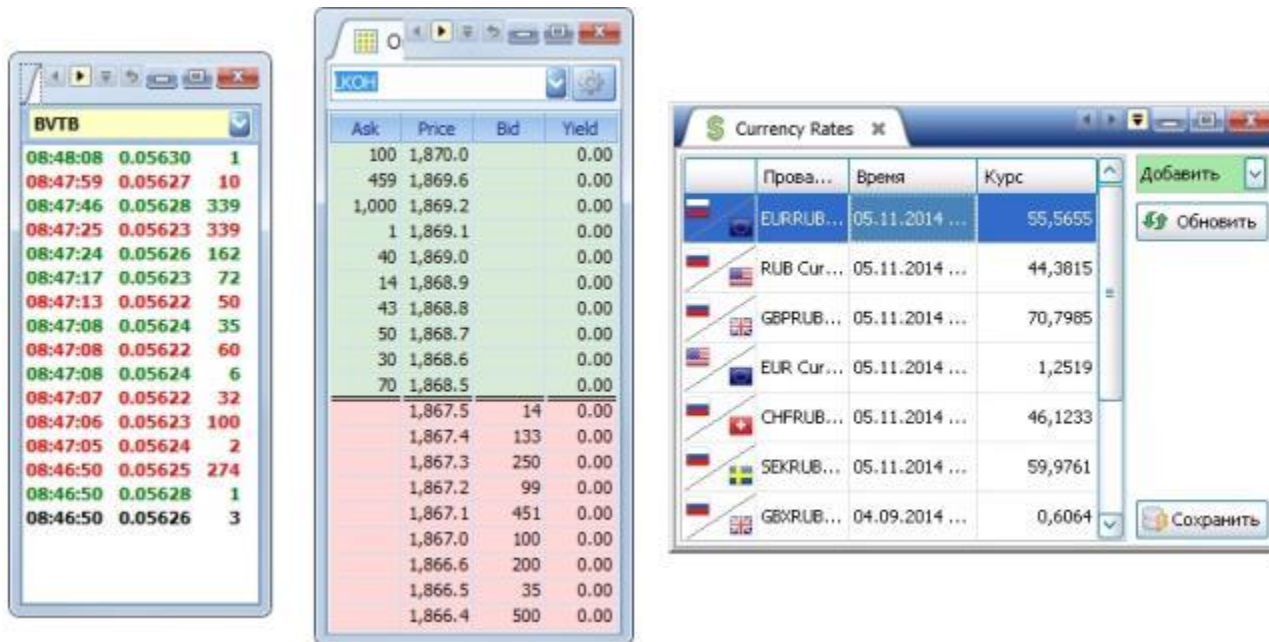 BVTB
08:48:08 0.05630 1
08:47:59 0.05627 10
08:47:46 0.05628 339
08:47:25 0.05623 339
08:47:24 0.05626 162
08:47:17 0.05623 72
08:47:13 0.05622 50
08:47:08 0.05624 35
08:47:08 0.05622 60
08:47:08 0.05624 6
08:47:07 0.05622 32
08:47:06 0.05623 100
08:47:05 0.05624 2
08:46:50 0.05625 274
08:46:50 0.05628 1
08:46:50 0.05626 3
LKOH
Ask Price Bid Yield
100 1,870.0 0.00
459 1,869.6 0.00
1,000 1,869.2 0.00
1 1,869.1 0.00
40 1,869.0 0.00
14 1,868.9 0.00
43 1,868.8 0.00
50 1,868.7 0.00
30 1,868.6 0.00
70 1,868.5 0.00
1,867.5 14 0.00
1,867.4 133 0.00
1,867.3 250 0.00
1,867.2 99 0.00
1,867.1 451 0.00
1,867.0 100 0.00
1,866.6 200 0.00
1,866.5 35 0.00
1,866.4 500 0.00
Currency Rates
Прова... Время Курс
EURRUB... 05.11.2014 ... 55,5655
RUB Cur... 05.11.2014 ... 44,3815
GBPRUB... 05.11.2014 ... 70,7985
EUR Cur... 05.11.2014 ... 1,2519
CHFRUB... 05.11.2014 ... 46,1233
SEKRUB... 05.11.2014 ... 59,9761
GBXRUB... 04.09.2014 ... 0,6064
Добавить
Обновить
Сохранить